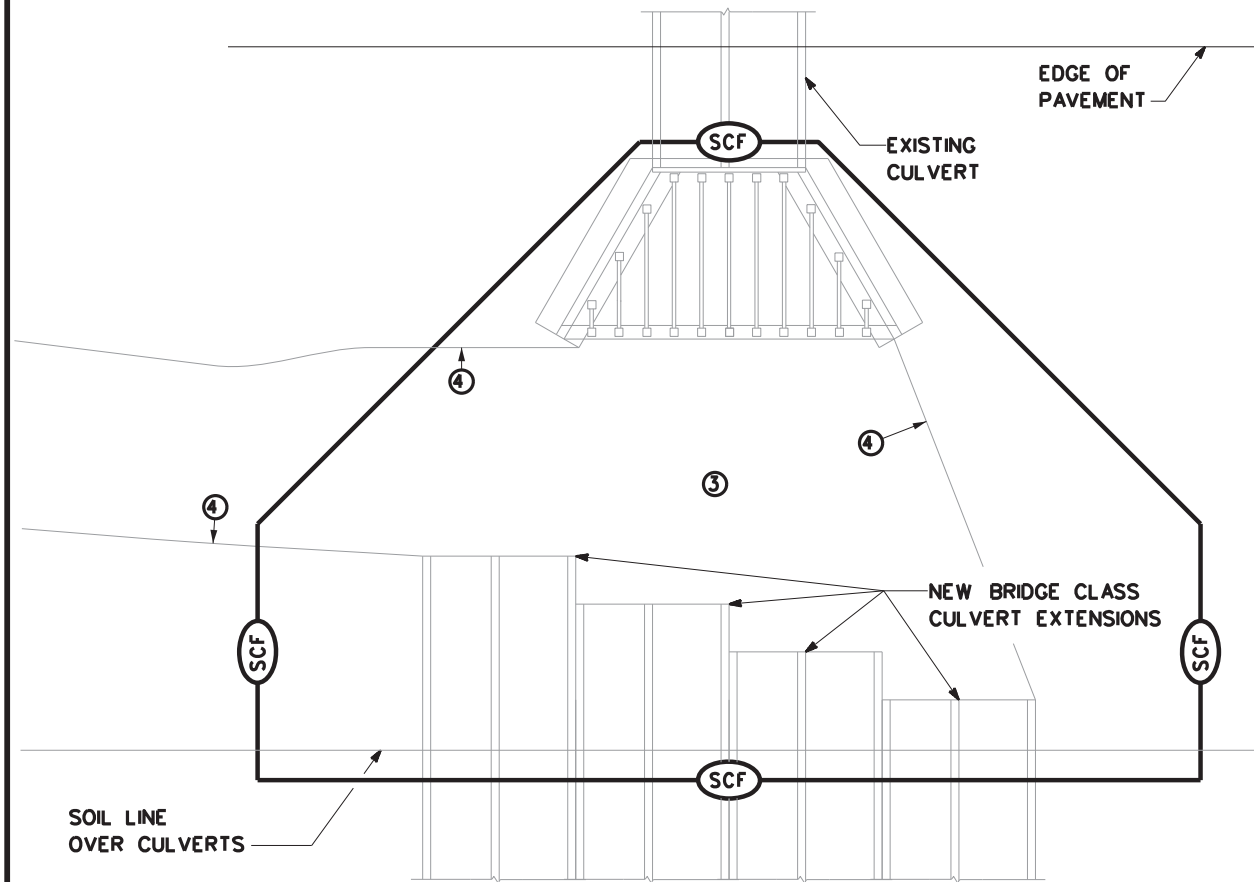 EDGE OF
PAVEMENT
SCF
EXISTING
CULVERT
4
4
3
4
NEW BRIDGE CLASS
CULVERT EXTENSIONS
SCF
SCF
SCF
SOIL LINE
OVER CULVERTS